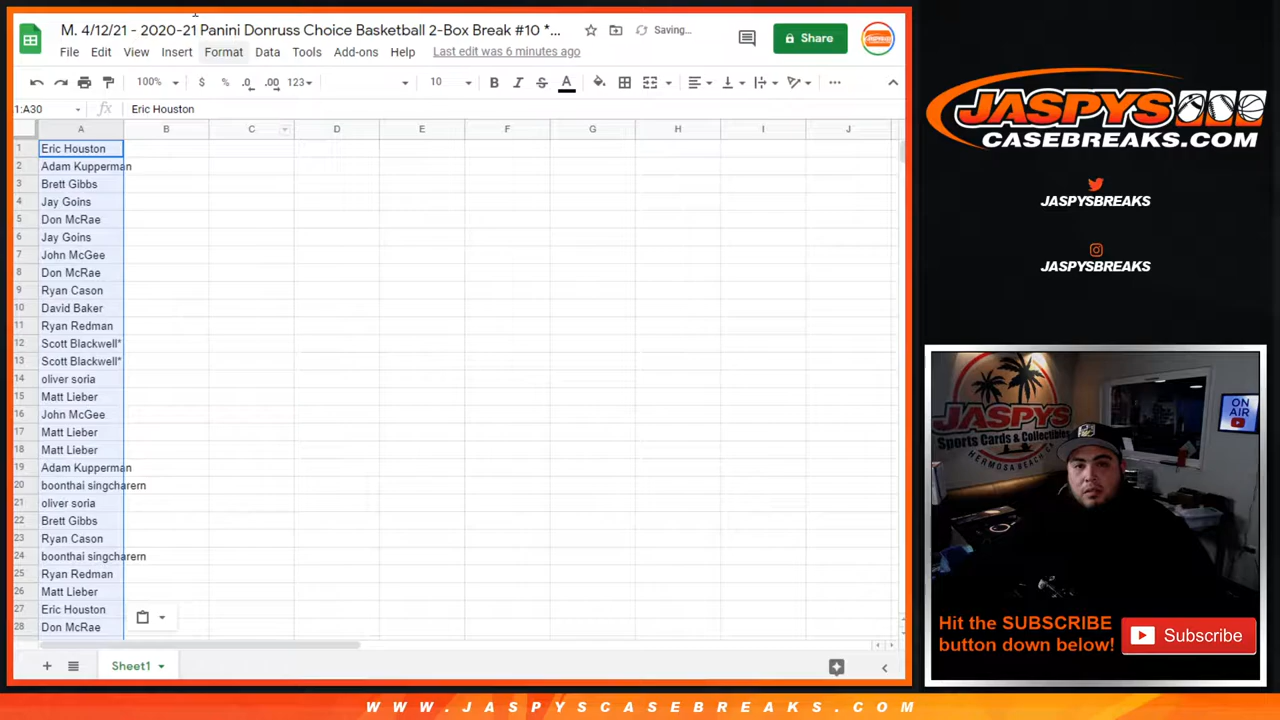 M. 4/12/21 - 2020-21 Panini Donruss Choice Basketball 2-Box Break #10 *...
Saving...
Share
File Edit View Insert Format Data Tools Add-ons Help Last edit was 6 minutes ago
100% $ % .0 .00 123 10 B I S A
1:A30 fx Eric Houston
A B C D E F G H I J
1 Eric Houston
2 Adam Kupperman
3 Brett Gibbs
4 Jay Goins
5 Don McRae
6 Jay Goins
7 John McGee
8 Don McRae
9 Ryan Cason
10 David Baker
11 Ryan Redman
12 Scott Blackwell*
13 Scott Blackwell*
14 oliver soria
15 Matt Lieber
16 John McGee
17 Matt Lieber
18 Matt Lieber
19 Adam Kupperman
20 boonthai singcharern
21 oliver soria
22 Brett Gibbs
23 Ryan Cason
24 boonthai singcharern
25 Ryan Redman
26 Matt Lieber
27 Eric Houston
28 Don McRae
Sheet1
JASPYS
CASEBREAKS.COM
JASPYSBREAKS
JASPYSBREAKS
JASPYS
Sports Cards & Collectibles
HERMOSA BEACH CA
ON
AIR
Hit the SUBSCRIBE
button down below!
Subscribe
WWW.JASPYSCASEBREAKS.COM